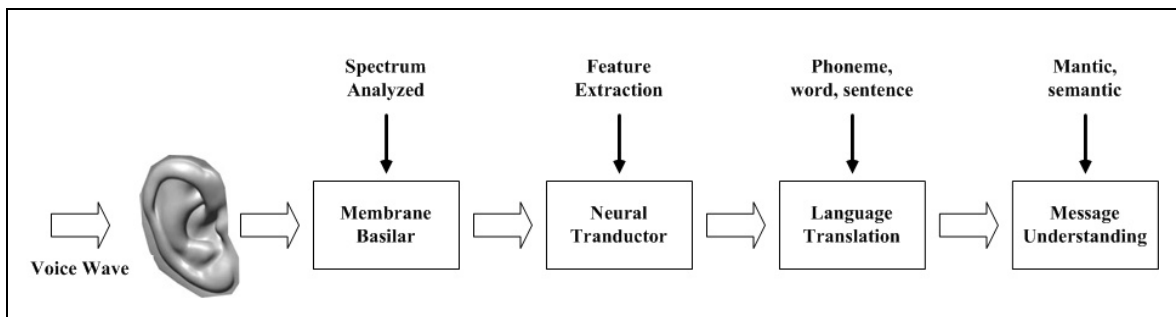 Spectrum
Analyzed
Feature
Extraction
Phoneme,
word, sentence
Mantic,
semantic
Voice Wave
Membrane
Basilar
Neural
Tranductor
Language
Translation
Message
Understanding